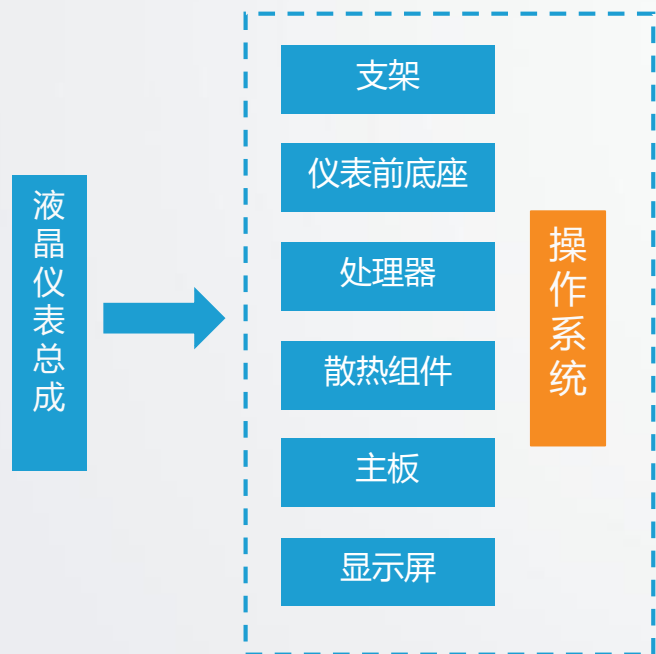 液晶仪表总成
支架
仪表前底座
处理器
散热组件
主板
显示屏
操作系统